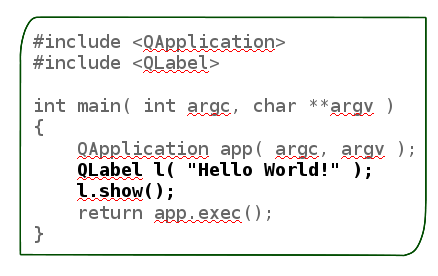 #include <QApplication>
#include <QLabel>

int main( int argc, char **argv )
{
    QApplication app( argc, argv );
    QLabel l( "Hello World!" );
    l.show();
    return app.exec();
}